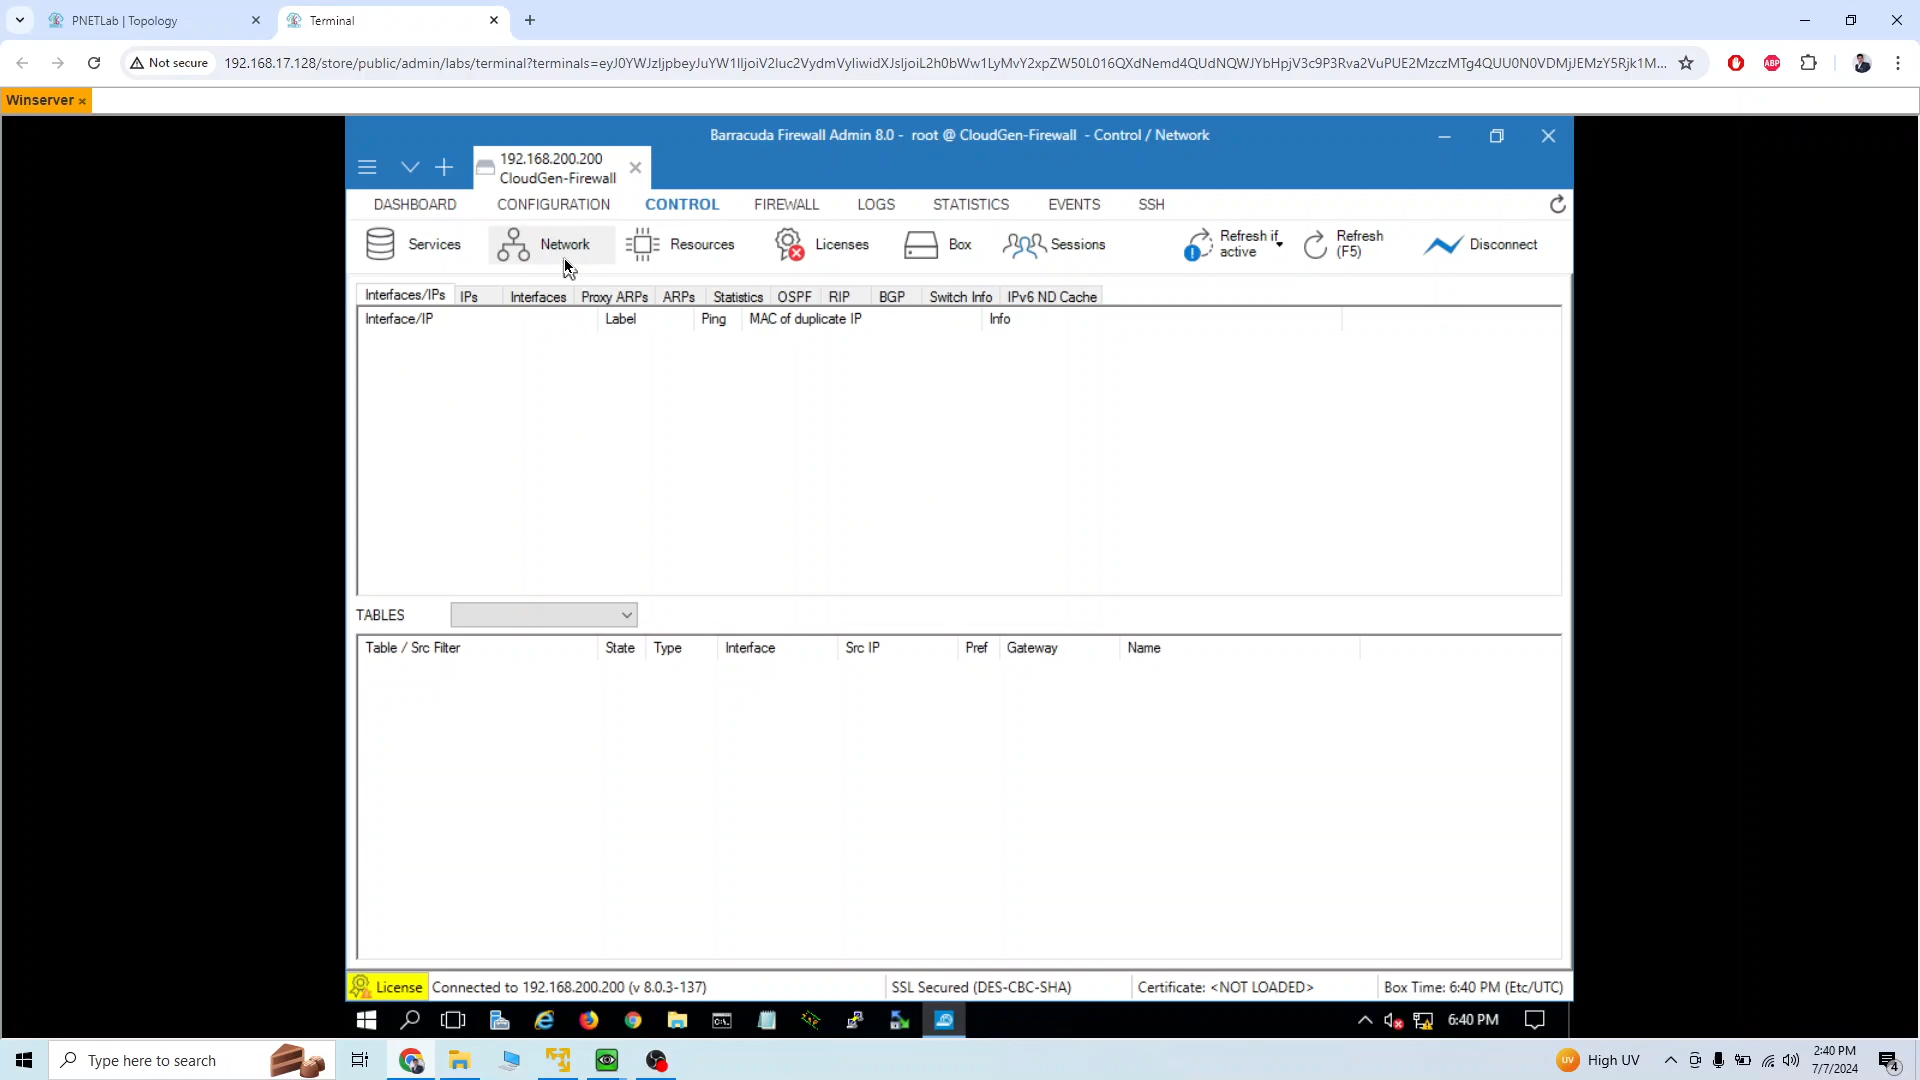 PNETLab | Topology
Terminal
Not secure
192.168.17.128/store/public/admin/labs/terminal?terminals=
Winserver
Barracuda Firewall Admin 8.0 - root @ CloudGen-Firewall - Control / Network
192.168.200.200
CloudGen-Firewall
DASHBOARD CONFIGURATION CONTROL FIREWALL LOGS STATISTICS EVENTS SSH
Services Network Resources Licenses Box Sessions Refresh if active Refresh (F5) Disconnect
Interfaces/IPs IPs Interfaces Proxy ARPs ARPs Statistics OSPF RIP BGP Switch Info IPv6 ND Cache
Interface/IP Label Ping MAC of duplicate IP Info
TABLES
Table / Src Filter State Type Interface Src IP Pref Gateway Name
License Connected to 192.168.200.200 (v 8.0.3-137) SSL Secured (DES-CBC-SHA) Certificate: <NOT LOADED> Box Time: 6:40 PM (Etc/UTC)
6:40 PM
Type here to search
UV High UV
2:40 PM
7/7/2024
4